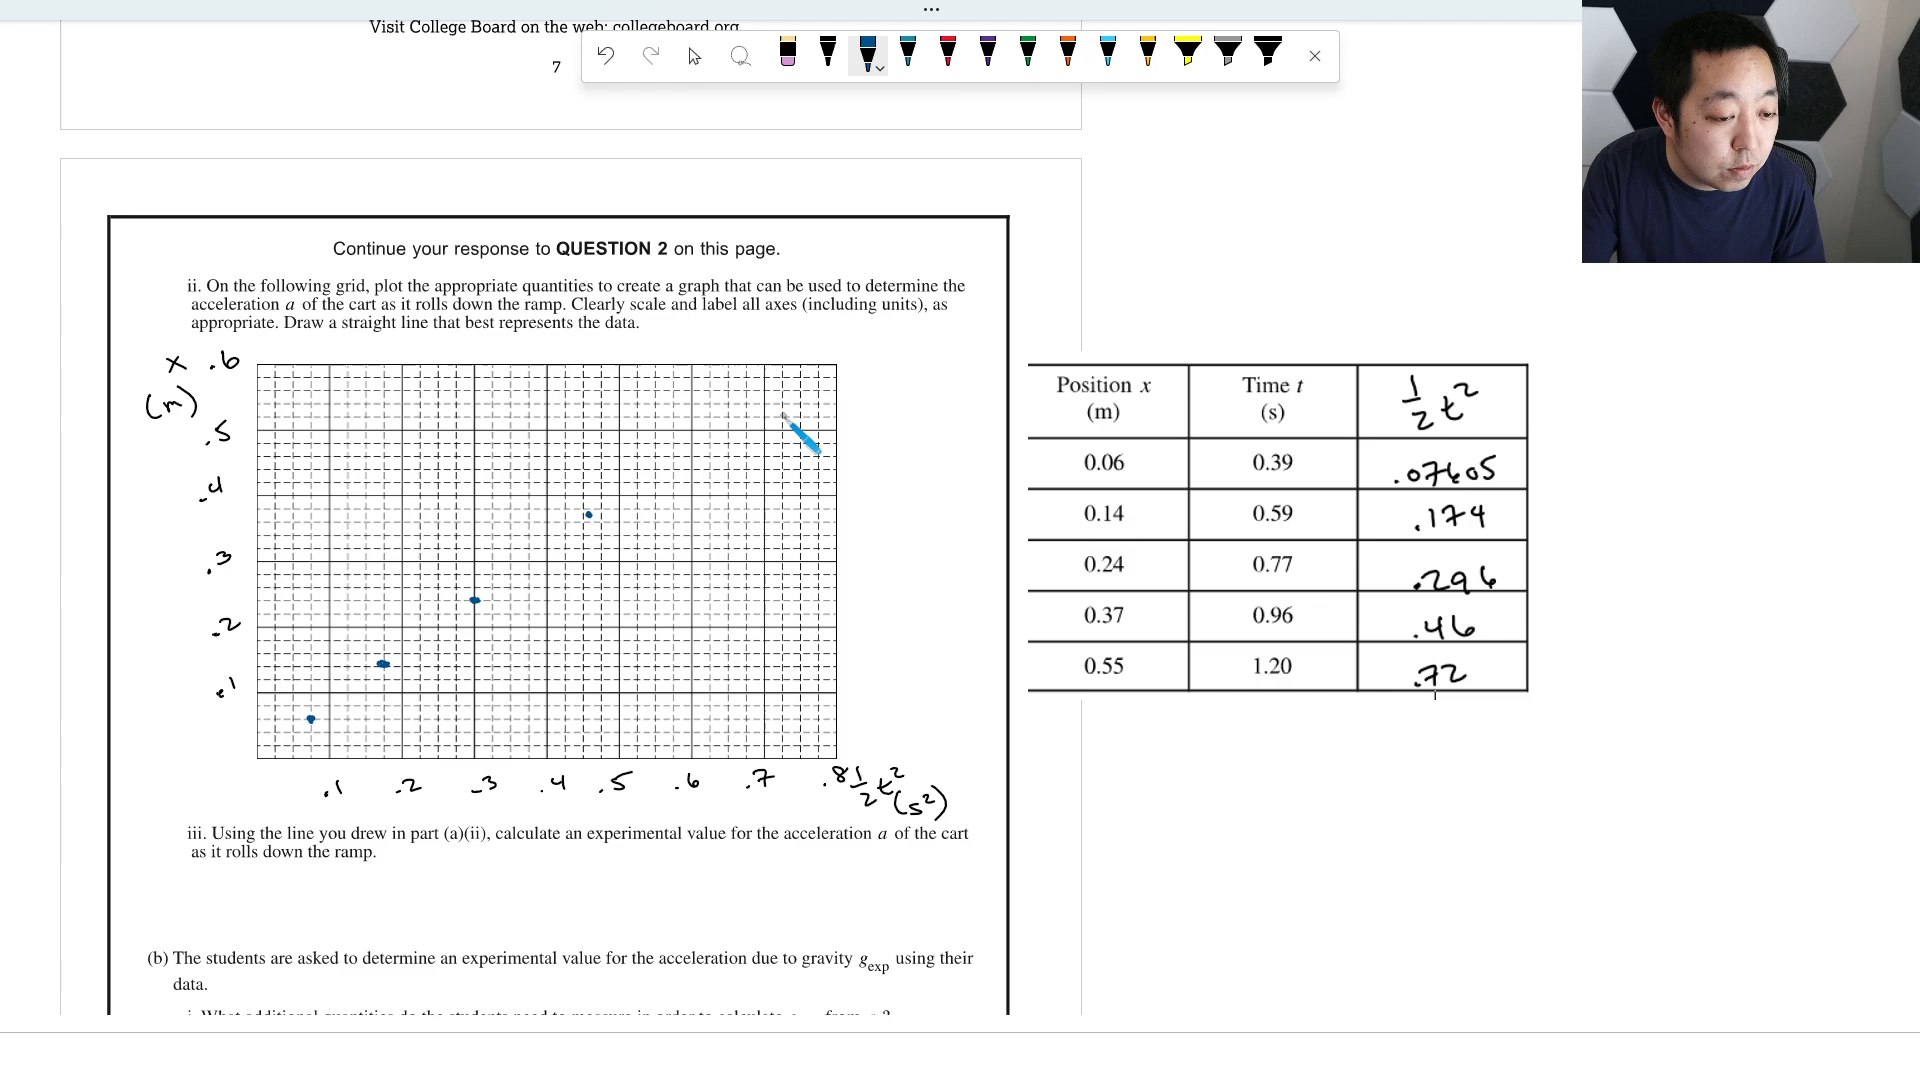 Visit College Board on the web: collegeboard.org.
7
Continue your response to QUESTION 2 on this page.
ii. On the following grid, plot the appropriate quantities to create a graph that can be used to determine the
acceleration a of the cart as it rolls down the ramp. Clearly scale and label all axes (including units), as
appropriate. Draw a straight line that best represents the data.
x .6
(m)
.5
.4
.3
.2
.1
.1 .2 .3 .4 .5 .6 .7 .8 1/2 t² (s²)
Position x (m) Time t (s) 1/2 t²
0.06 0.39 .07605
0.14 0.59 .174
0.24 0.77 .296
0.37 0.96 .46
0.55 1.20 .72
iii. Using the line you drew in part (a)(ii), calculate an experimental value for the acceleration a of the cart
as it rolls down the ramp.
(b) The students are asked to determine an experimental value for the acceleration due to gravity gexp using their
data.